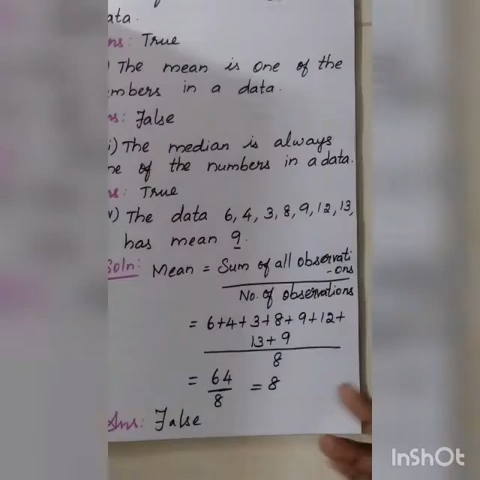 ata.
ns: True
) The mean is one of the
mbers in a data.
s: False
i) The median is always
ne of the numbers in a data.
ns: True
v) The data 6, 4, 3, 8, 9, 12, 13,
has mean 9.
Soln: Mean = Sum of all observati
-ons
No. of observations
= 6+4+3+8+9+12+
13+9
8
= 64
8
= 8
Ans: False
InShOt